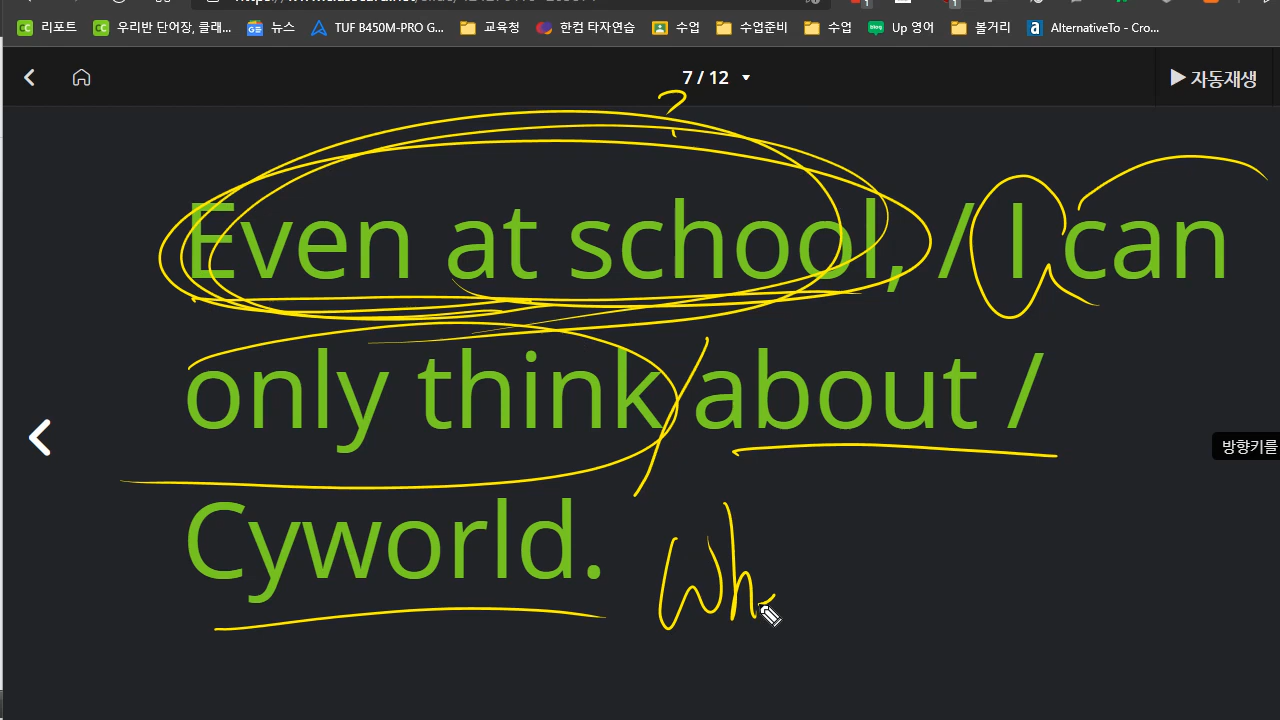 리포트 우리반 단어장, 클래... 뉴스 TUF B450M-PRO G... 교육청 한컴 타자연습 수업 수업준비 수업 Up 영어 볼거리 AlternativeTo - Cro...
7 / 12 자동재생
?
Even at school, / I can
only think / about /
방향키를
Cyworld.
Wh